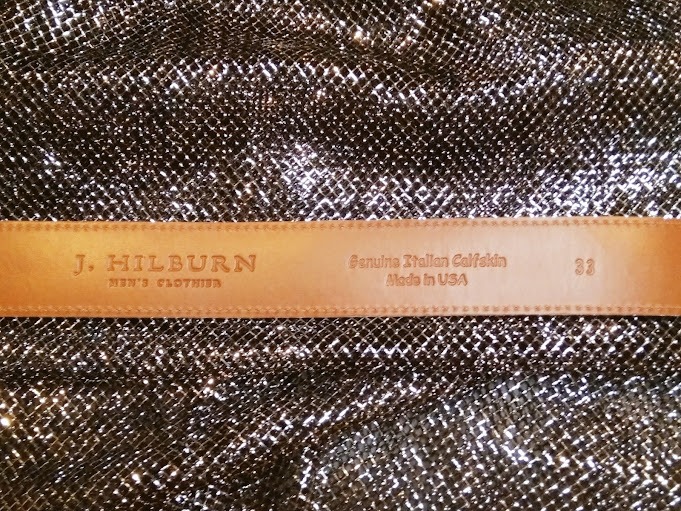 J. HILBURN
MEN'S CLOTHIER
Genuine Italian Calfskin
Made in USA
33